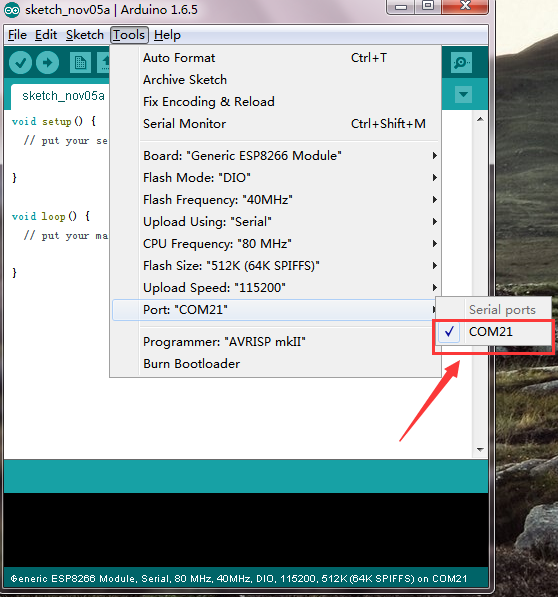 sketch_nov05a | Arduino 1.6.5
File Edit Sketch Tools Help
sketch_nov05a
void setup() {
// put your se
}
void loop() {
// put your ma
}
Auto Format Ctrl+T
Archive Sketch
Fix Encoding & Reload
Serial Monitor Ctrl+Shift+M
Board: "Generic ESP8266 Module"
Flash Mode: "DIO"
Flash Frequency: "40MHz"
Upload Using: "Serial"
CPU Frequency: "80 MHz"
Flash Size: "512K (64K SPIFFS)"
Upload Speed: "115200"
Port: "COM21"
Serial ports
COM21
Programmer: "AVRISP mkII"
Burn Bootloader
Generic ESP8266 Module, Serial, 80 MHz, 40MHz, DIO, 115200, 512K (64K SPIFFS) on COM21